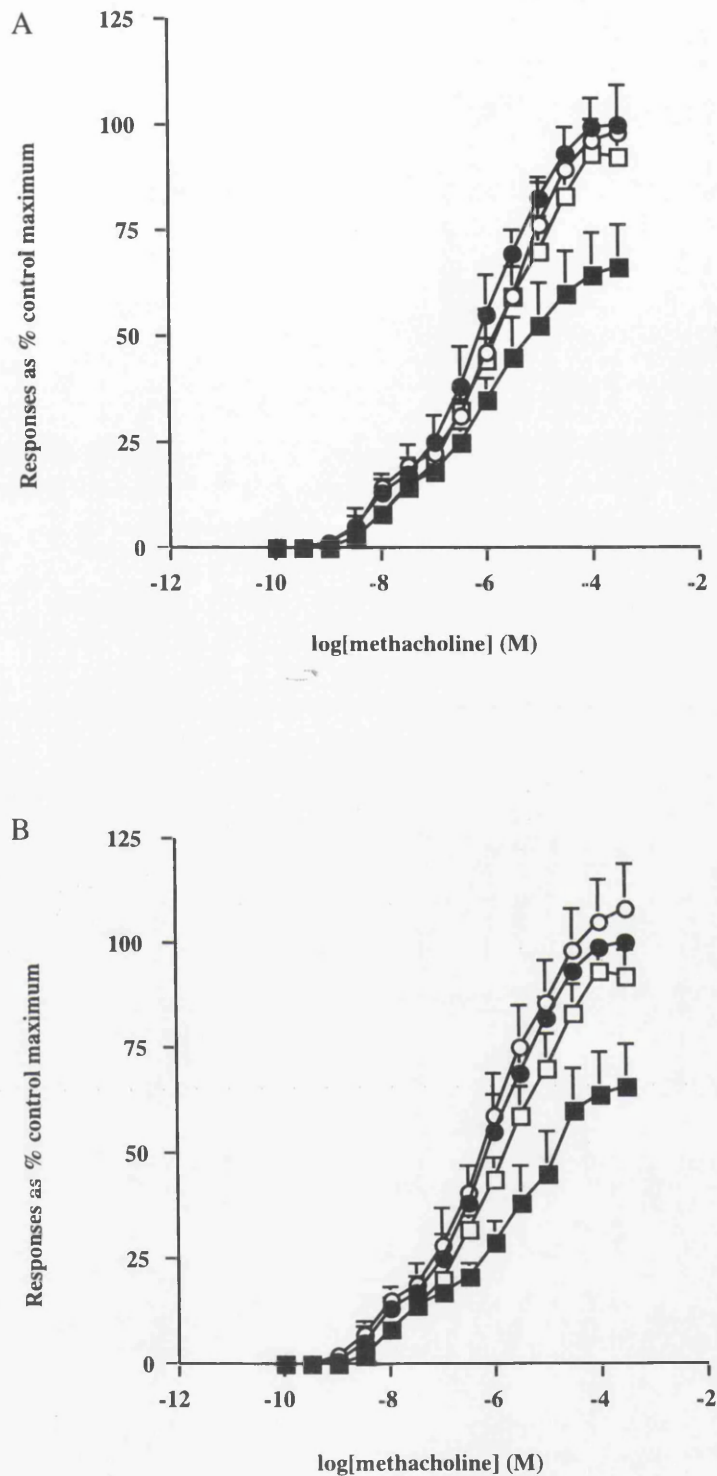 A
125
100
75
50
25
0
Responses as % control maximum
-12 -10 -8 -6 -4 -2
log[methacholine] (M)
B
125
100
75
50
25
0
Responses as % control maximum
-12 -10 -8 -6 -4 -2
log[methacholine] (M)